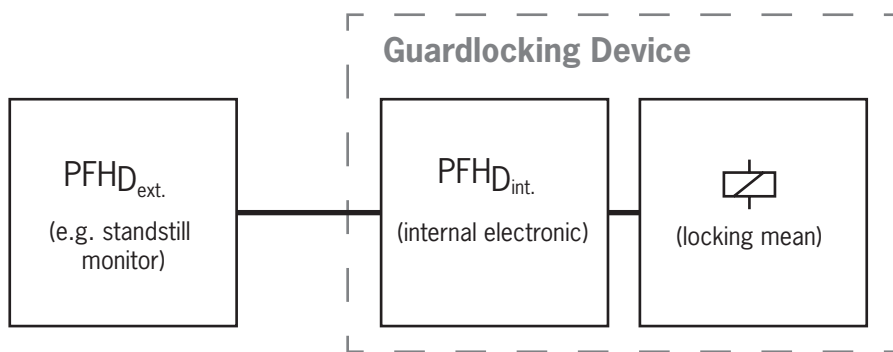 Guardlocking Device
PFHDext.
(e.g. standstill
monitor)
PFHDint.
(internal electronic)
(locking mean)